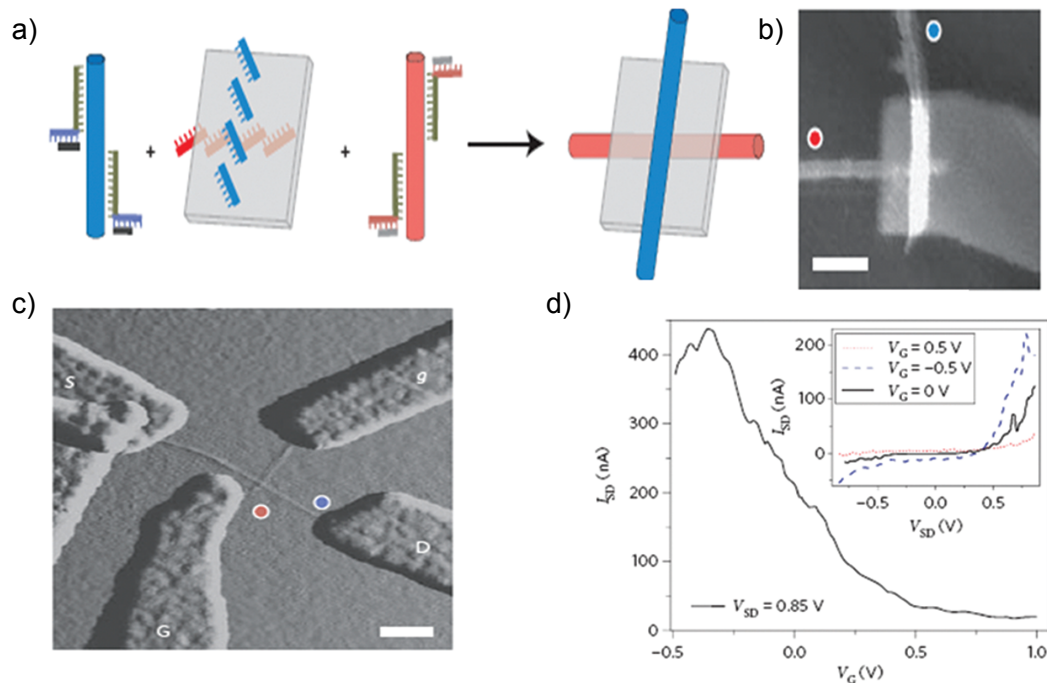 a)
+
+
b)
c)
S
g
D
G
d)
400
300
200
100
0
I_SD (nA)
−0.5
0.0
0.5
1.0
V_G (V)
V_SD = 0.85 V
V_G = 0.5 V
V_G = −0.5 V
V_G = 0 V
200
100
0
I_SD (nA)
−0.5
0.0
0.5
V_SD (V)